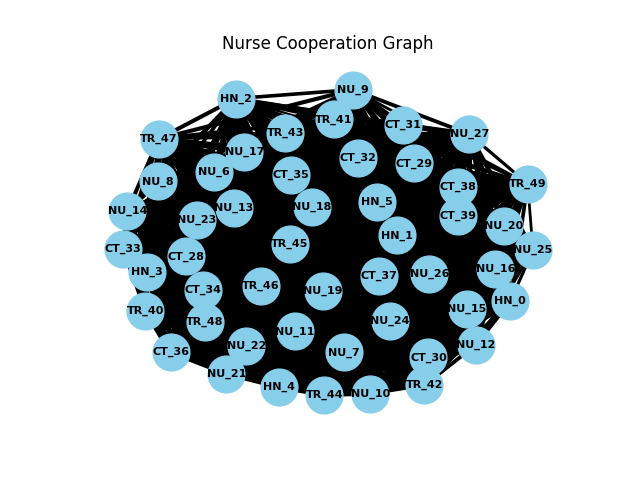 Nurse Cooperation Graph
NU_9
HN_2
TR_41
CT_31
TR_43
NU_27
TR_47
NU_17
CT_32
CT_29
NU_6
CT_35
NU_8
TR_49
CT_38
HN_5
NU_18
NU_13
NU_14
CT_39
NU_23
NU_20
HN_1
TR_45
CT_33
NU_25
CT_28
NU_16
HN_3
NU_26
CT_37
TR_46
CT_34
NU_19
HN_0
NU_15
TR_40
TR_48
NU_24
NU_11
NU_12
NU_22
CT_36
NU_7
CT_30
NU_21
TR_42
HN_4
NU_10
TR_44